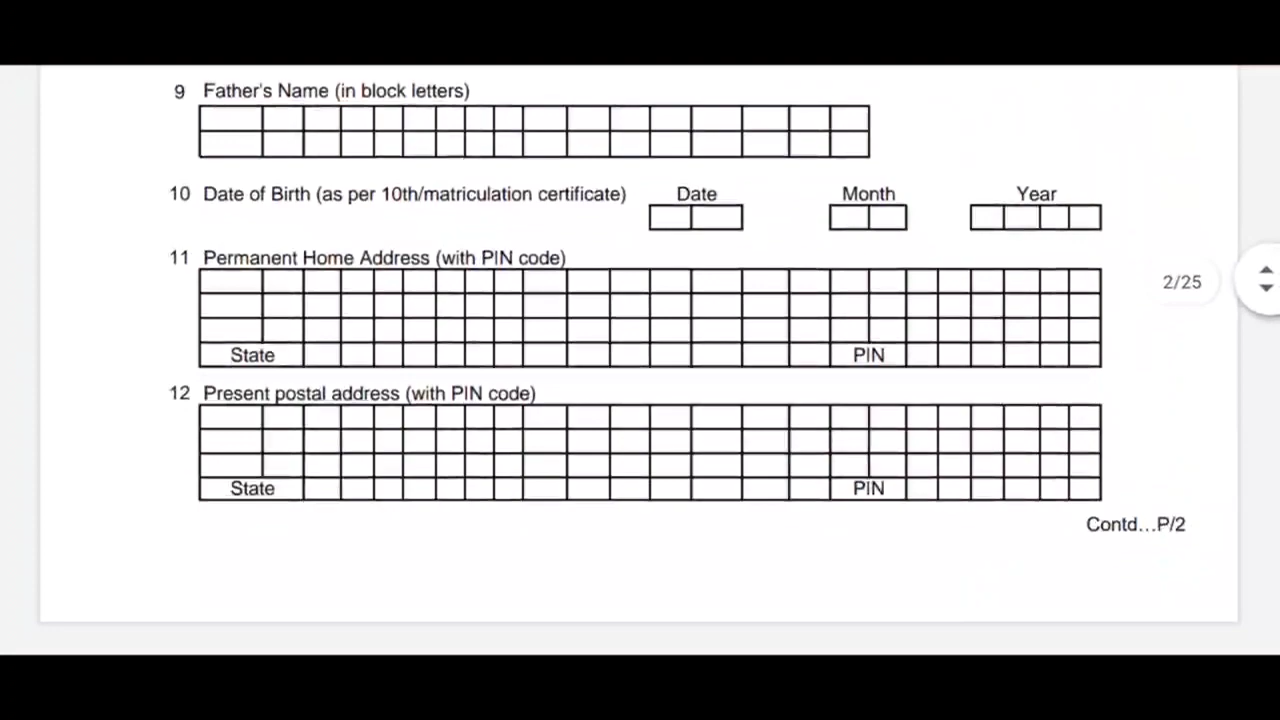 9 Father's Name (in block letters)
10 Date of Birth (as per 10th/matriculation certificate) Date Month Year
11 Permanent Home Address (with PIN code)
2/25
State PIN
12 Present postal address (with PIN code)
State PIN
Contd...P/2